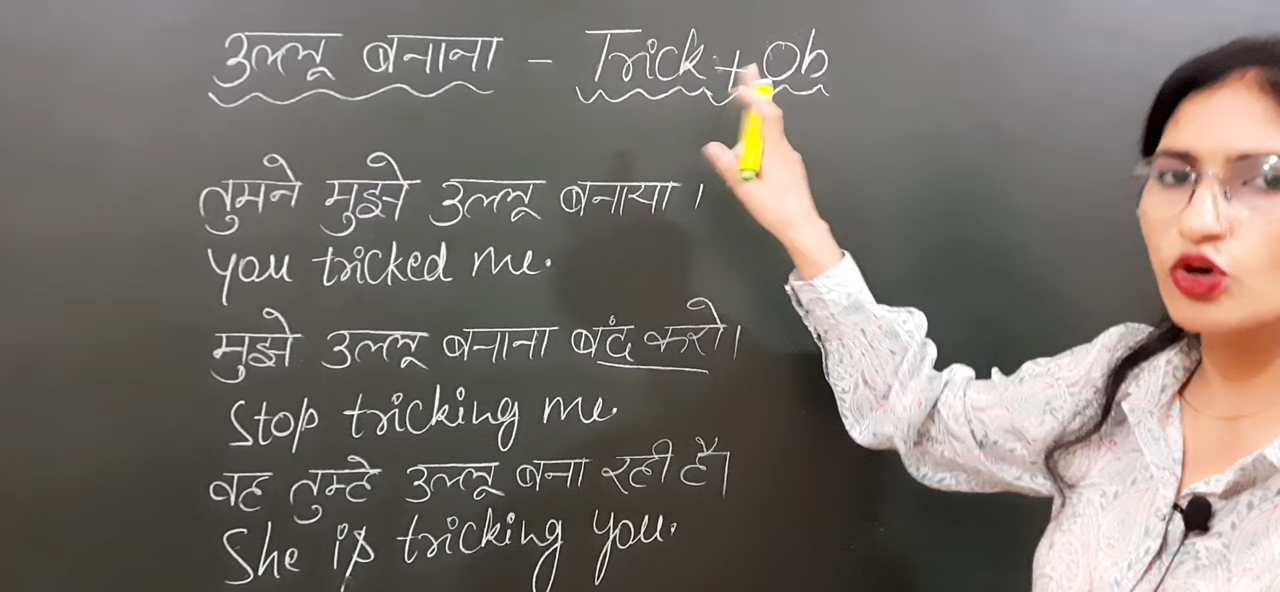 उल्लू बनाना - Trick + Ob
तुमने मुझे उल्लू बनाया।
you tricked me.
मुझे उल्लू बनाना बंद करो।
Stop tricking me.
वह तुम्हे उल्लू बना रही है।
She is tricking you.